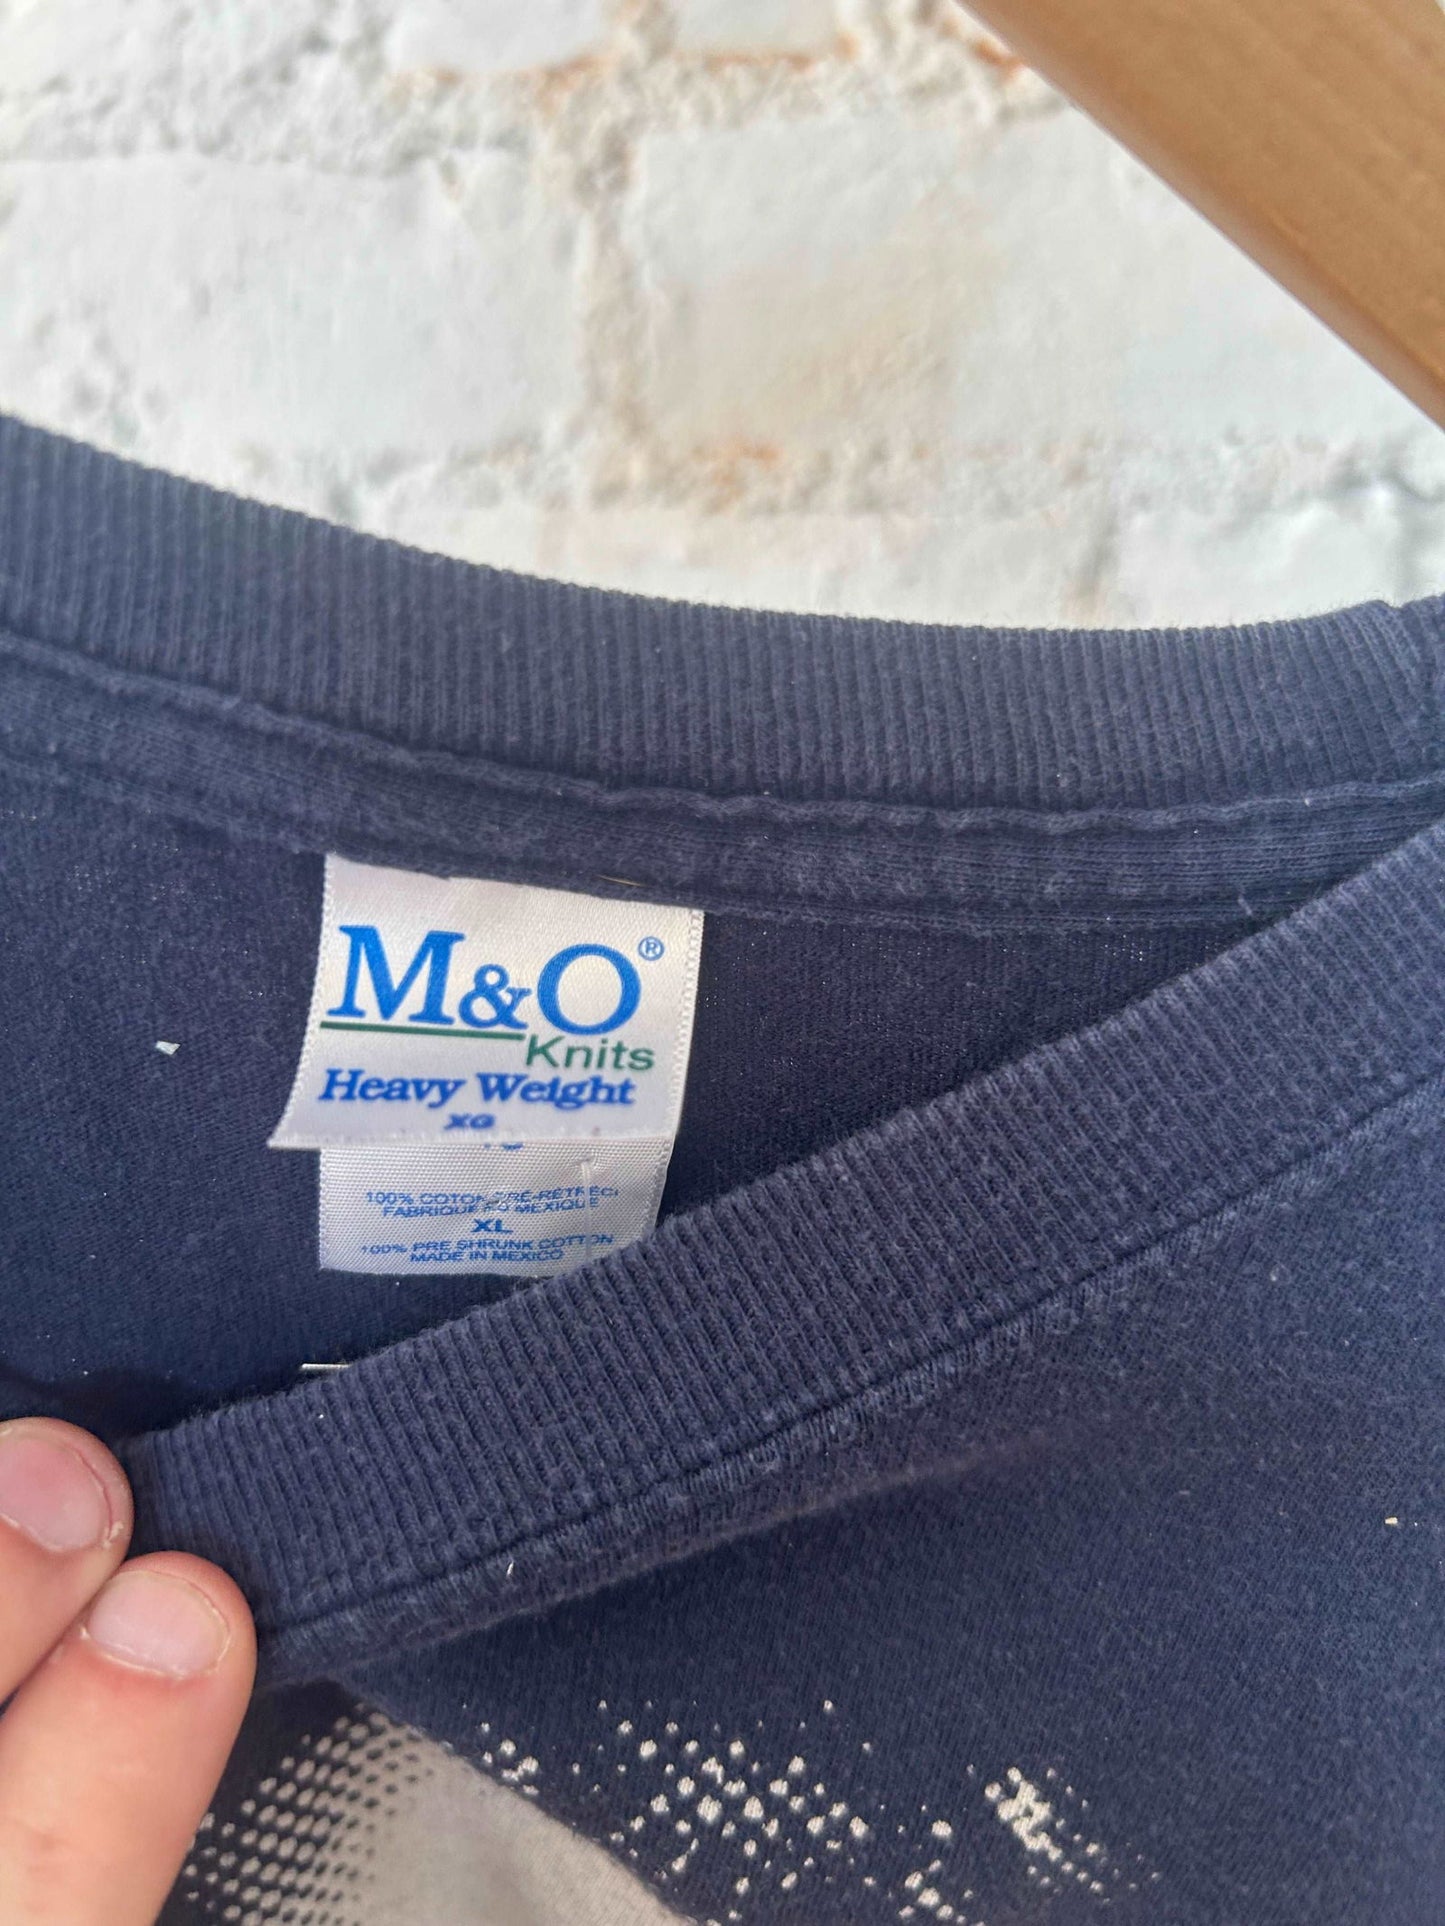 M&O®
Knits
Heavy Weight
XG
100% COTON PRE-RETRECI
FABRIQUE AU MEXIQUE
XL
100% PRE SHRUNK COTTON
MADE IN MEXICO